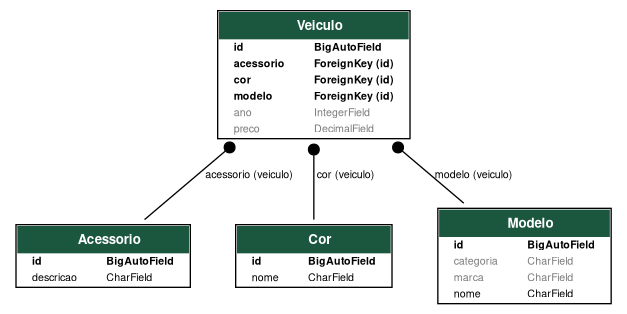 Veiculo
id BigAutoField
acessorio ForeignKey (id)
cor ForeignKey (id)
modelo ForeignKey (id)
ano IntegerField
preco DecimalField
acessorio (veiculo)
cor (veiculo)
modelo (veiculo)
Acessorio
id BigAutoField
descricao CharField
Cor
id BigAutoField
nome CharField
Modelo
id BigAutoField
categoria CharField
marca CharField
nome CharField